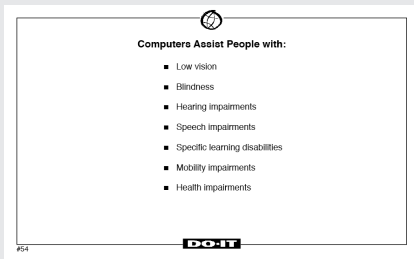 Computers Assist People with:
Low vision
Blindness
Hearing impairments
Speech impairments
Specific learning disabilities
Mobility impairments
Health impairments
DO-IT
#54